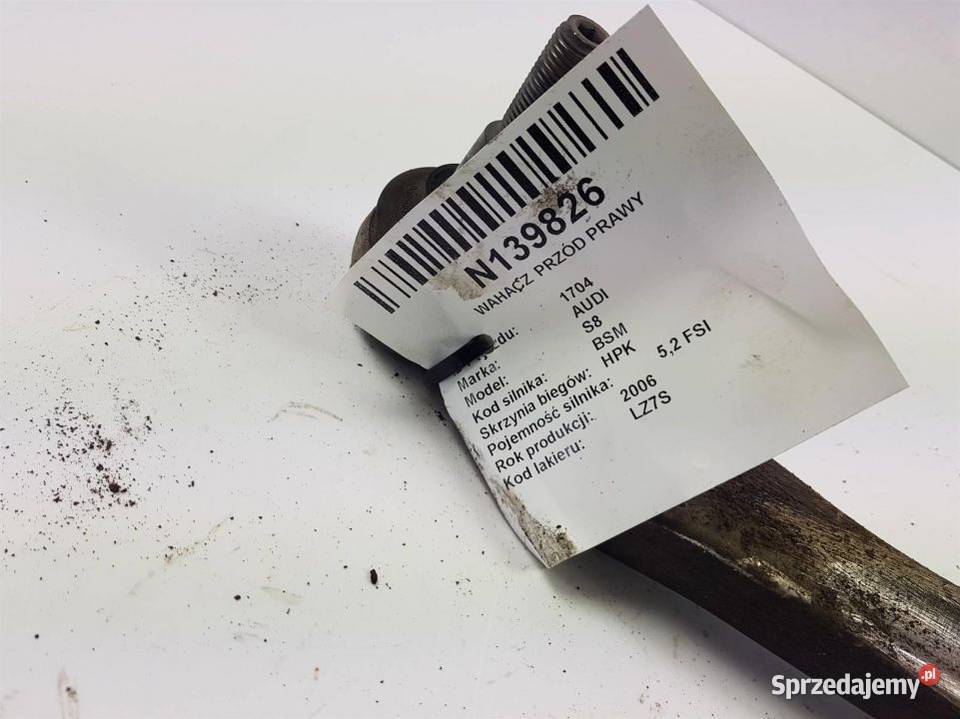 N139826
WAHACZ PRZÓD PRAWY
1704
Marka: AUDI
Model: S8
Kod silnika: BSM
Skrzynia biegów: HPK
Pojemność silnika: 5,2 FSI
Rok produkcji: 2006
Kod lakieru: LZ7S
Sprzedajemy.pl